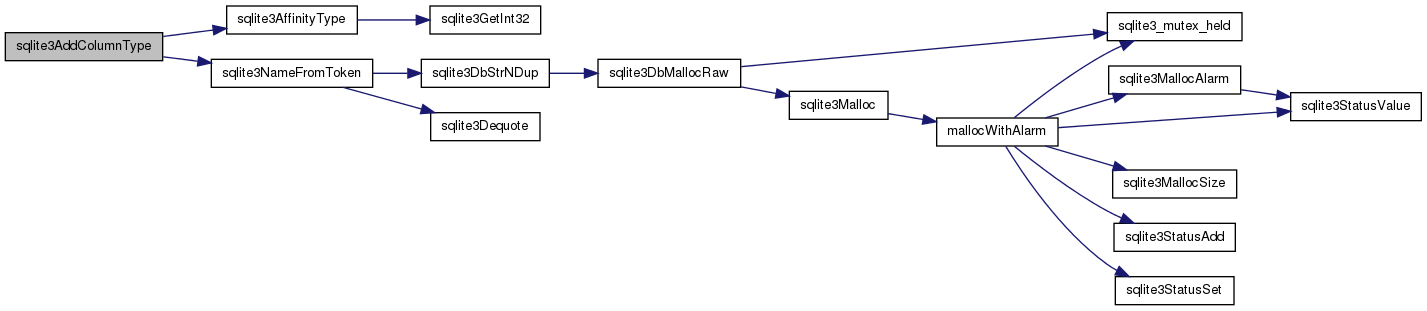 sqlite3AddColumnType
sqlite3AffinityType
sqlite3GetInt32
sqlite3NameFromToken
sqlite3DbStrNDup
sqlite3Dequote
sqlite3DbMallocRaw
sqlite3Malloc
mallocWithAlarm
sqlite3_mutex_held
sqlite3MallocAlarm
sqlite3StatusValue
sqlite3MallocSize
sqlite3StatusAdd
sqlite3StatusSet